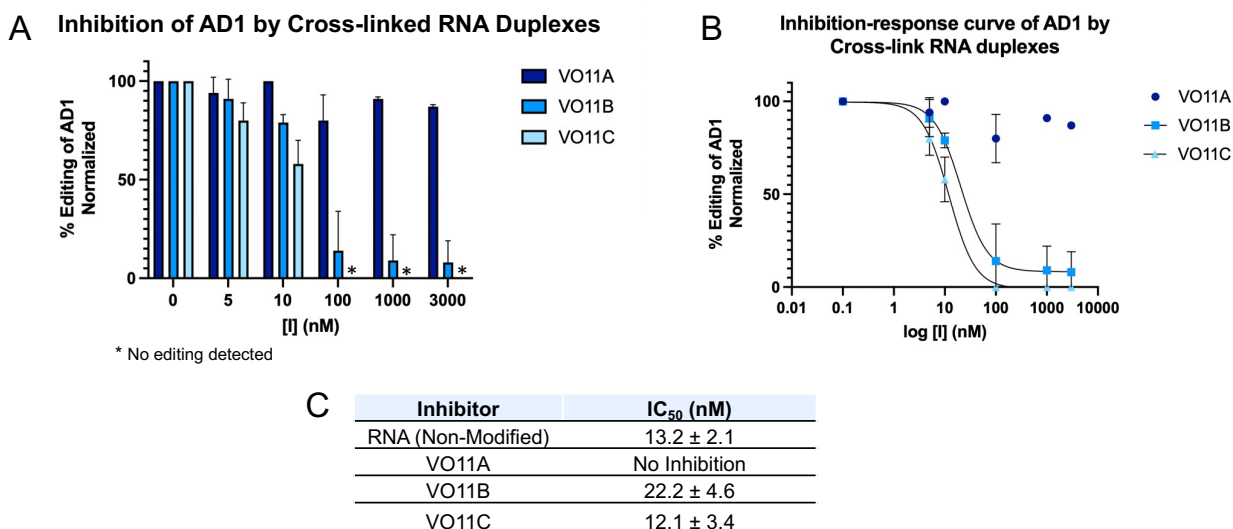 A
Inhibition of AD1 by Cross-linked RNA Duplexes
% Editing of AD1
Normalized
100
50
0
0 5 10 100 1000 3000
[I] (nM)
VO11A
VO11B
VO11C
* * *
* No editing detected
B
Inhibition-response curve of AD1 by
Cross-link RNA duplexes
% Editing of AD1
Normalized
100
50
0
0.01 0.1 1 10 100 1000 10000
log [I] (nM)
VO11A
VO11B
VO11C
C
Inhibitor IC₅₀ (nM)
RNA (Non-Modified) 13.2 ± 2.1
VO11A No Inhibition
VO11B 22.2 ± 4.6
VO11C 12.1 ± 3.4